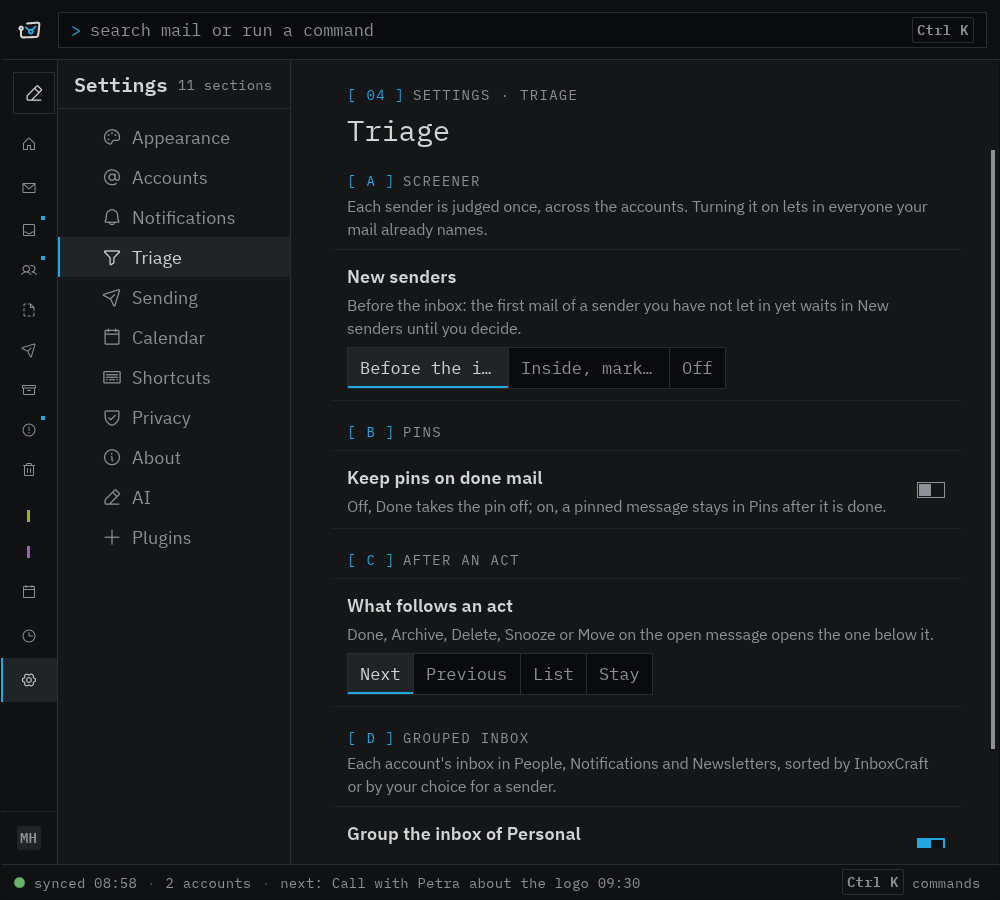 > search mail or run a command
Ctrl K
Settings 11 sections
Appearance
Accounts
Notifications
Triage
Sending
Calendar
Shortcuts
Privacy
About
AI
Plugins
MH
[ 04 ] SETTINGS · TRIAGE
Triage
[ A ] SCREENER
Each sender is judged once, across the accounts. Turning it on lets in everyone your
mail already names.
New senders
Before the inbox: the first mail of a sender you have not let in yet waits in New
senders until you decide.
Before the i… Inside, mark… Off
[ B ] PINS
Keep pins on done mail
Off, Done takes the pin off; on, a pinned message stays in Pins after it is done.
[ C ] AFTER AN ACT
What follows an act
Done, Archive, Delete, Snooze or Move on the open message opens the one below it.
Next Previous List Stay
[ D ] GROUPED INBOX
Each account's inbox in People, Notifications and Newsletters, sorted by InboxCraft
or by your choice for a sender.
Group the inbox of Personal
synced 08:58 · 2 accounts · next: Call with Petra about the logo 09:30
Ctrl K commands